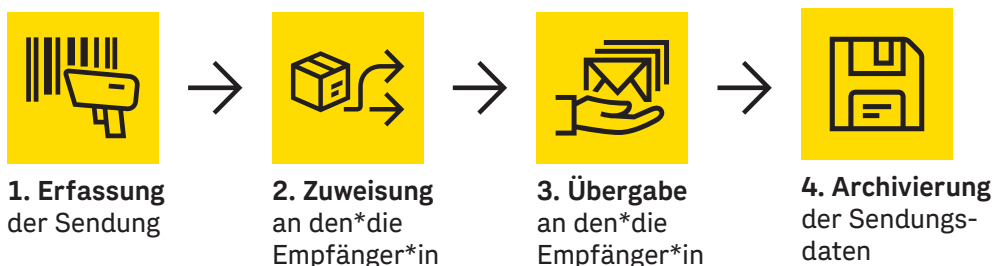 1. Erfassung
der Sendung
2. Zuweisung
an den*die
Empfänger*in
3. Übergabe
an den*die
Empfänger*in
4. Archivierung
der Sendungs-
daten